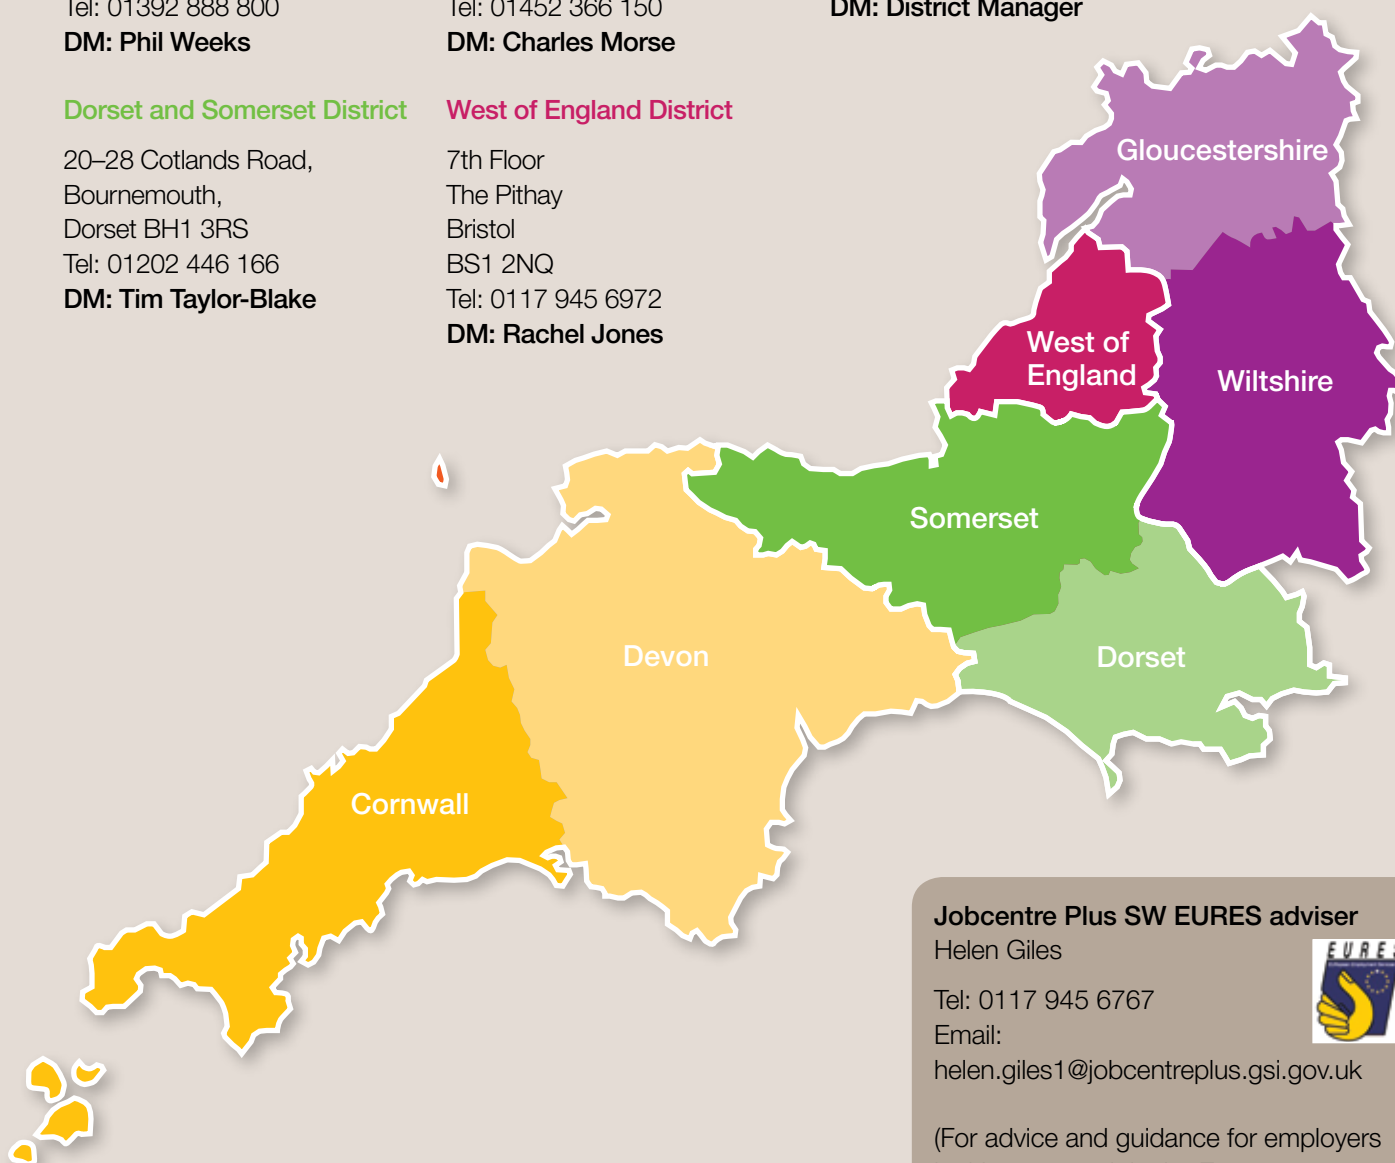 Tel: 01392 888 800
DM: Phil Weeks
Dorset and Somerset District
20–28 Cotlands Road,
Bournemouth,
Dorset BH1 3RS
Tel: 01202 446 166
DM: Tim Taylor-Blake
Tel: 01452 366 150
DM: Charles Morse
West of England District
7th Floor
The Pithay
Bristol
BS1 2NQ
Tel: 0117 945 6972
DM: Rachel Jones
DM: District Manager
Gloucestershire
West of
England
Wiltshire
Somerset
Devon
Dorset
Cornwall
Jobcentre Plus SW EURES adviser
Helen Giles
Tel: 0117 945 6767
Email:
helen.giles1@jobcentreplus.gsi.gov.uk
(For advice and guidance for employers
EURES